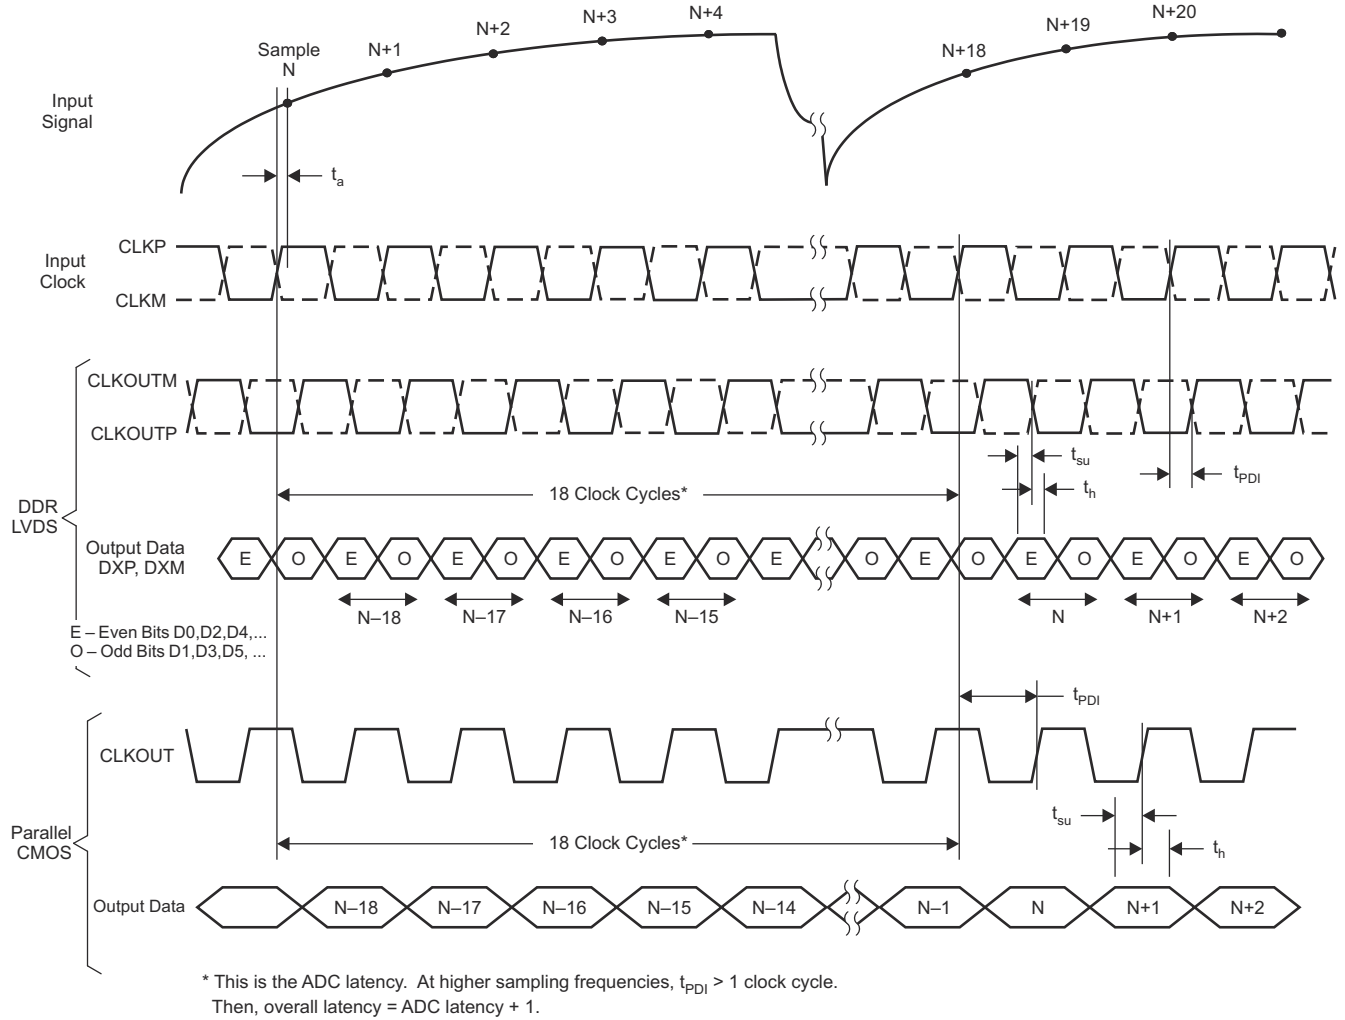 Sample
N
N+1
N+2
N+3
N+4
N+18
N+19
N+20
Input
Signal
ta
CLKP
Input
Clock
CLKM
CLKOUTM
CLKOUTP
tsu
tPDI
th
18 Clock Cycles*
DDR
LVDS
Output Data
DXP, DXM
E O E O E O E O E O E O E O E O E O E O
N–18 N–17 N–16 N–15 N N+1 N+2
E – Even Bits D0,D2,D4,...
O – Odd Bits D1,D3,D5, ...
tPDI
CLKOUT
tsu
Parallel
CMOS
18 Clock Cycles*
th
Output Data
N–18 N–17 N–16 N–15 N–14 N–1 N N+1 N+2
* This is the ADC latency. At higher sampling frequencies, tPDI > 1 clock cycle.
Then, overall latency = ADC latency + 1.